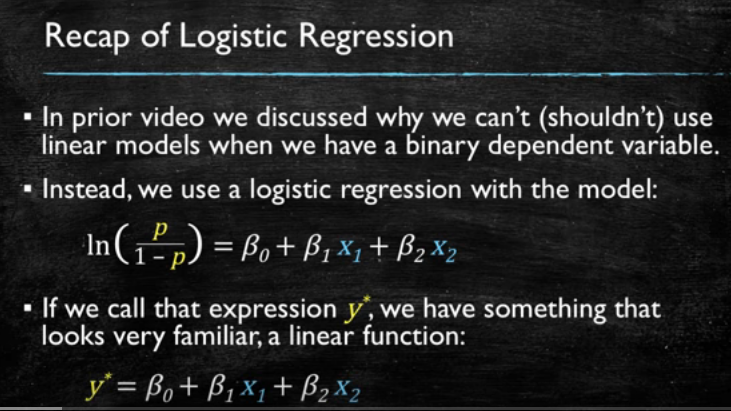 Recap of Logistic Regression
▪ In prior video we discussed why we can't (shouldn't) use
linear models when we have a binary dependent variable.
▪ Instead, we use a logistic regression with the model:
ln(p/(1 − p)) = β₀ + β₁ x₁ + β₂ x₂
▪ If we call that expression y*, we have something that
looks very familiar, a linear function:
y* = β₀ + β₁ x₁ + β₂ x₂